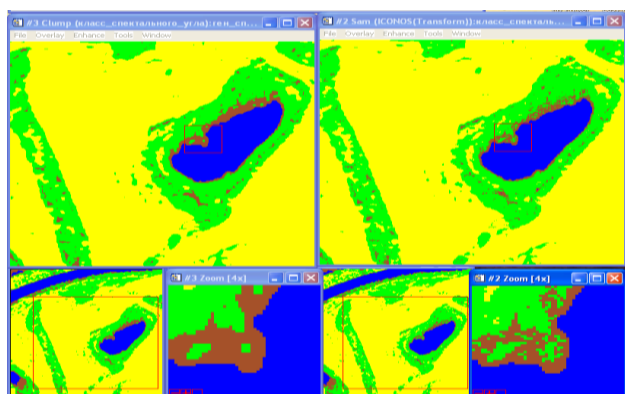 #3 Clump (класс_спектального_угла):ген_сп...
File Overlay Enhance Tools Window
#2 Sam (ICONOS(Transform)):класс_спекталь...
File Overlay Enhance Tools Window
#3 Zoom [4x]
#2 Zoom [4x]